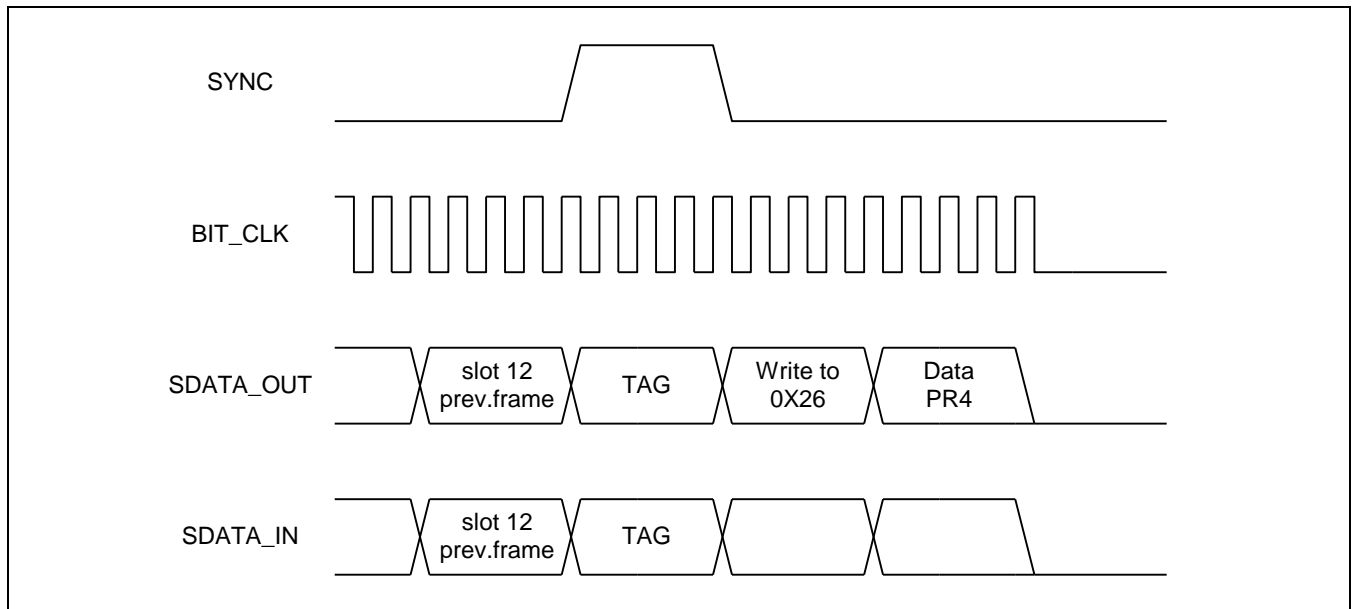 SYNC
BIT_CLK
SDATA_OUT
slot 12
prev.frame
TAG
Write to
0X26
Data
PR4
SDATA_IN
slot 12
prev.frame
TAG